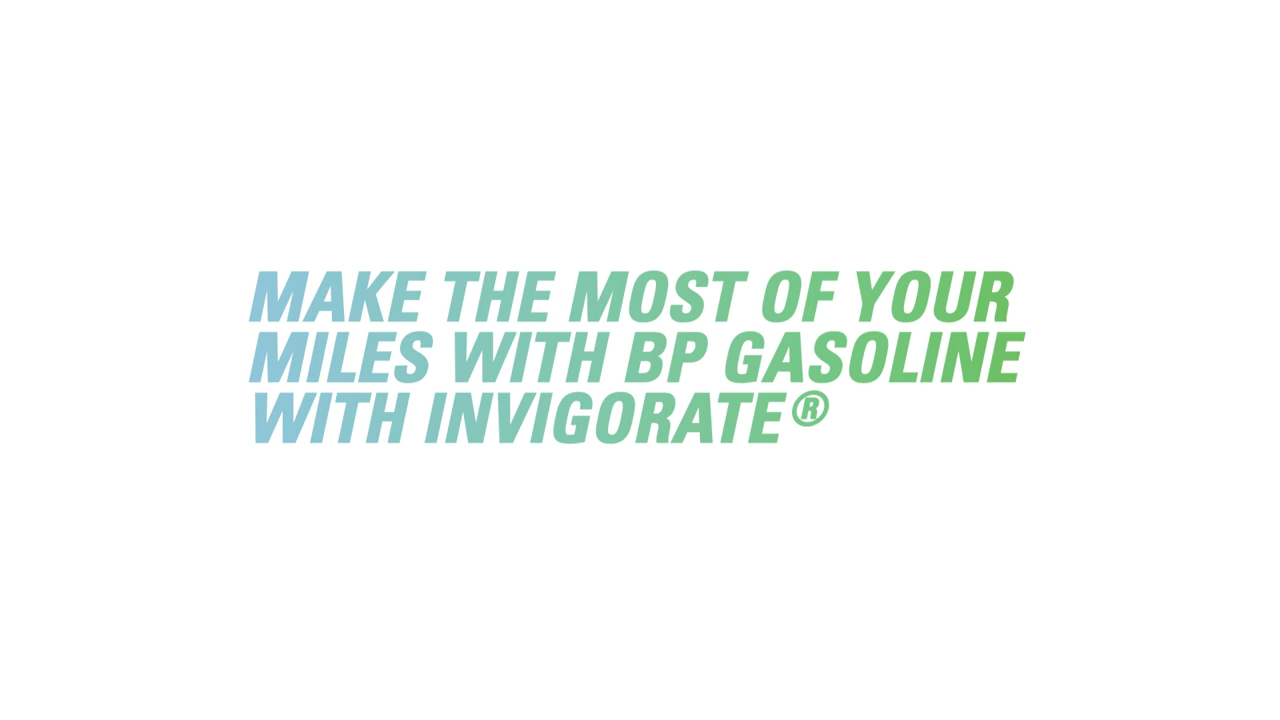 MAKE THE MOST OF YOUR
MILES WITH BP GASOLINE
WITH INVIGORATE®